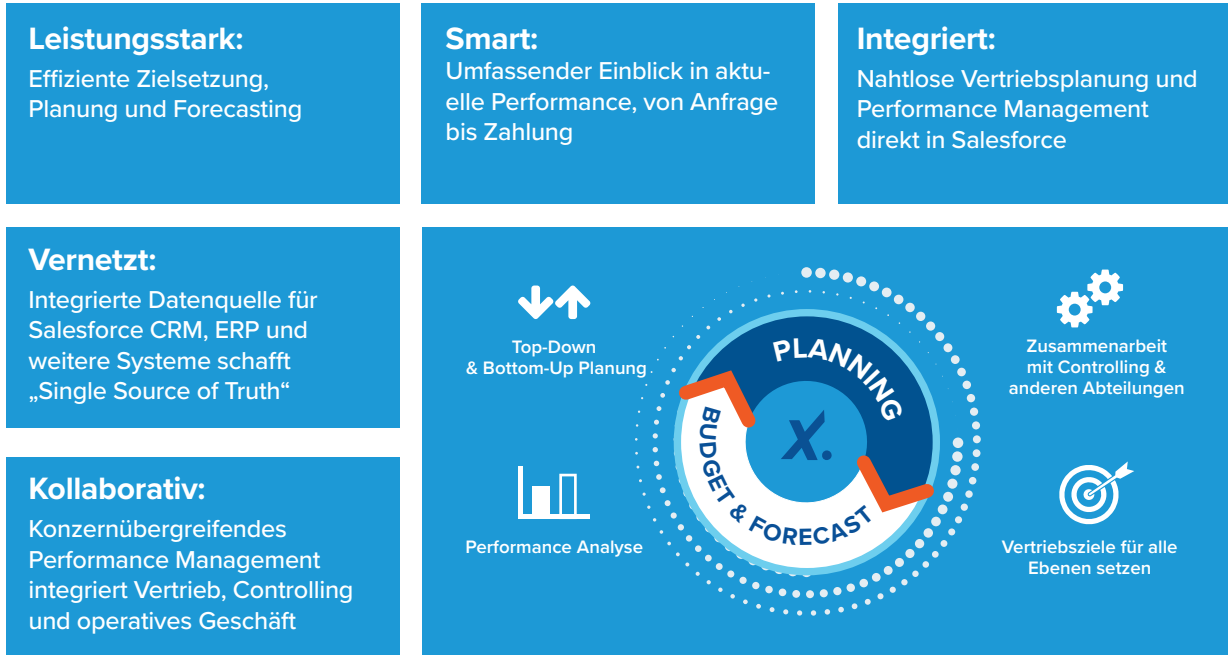 Leistungsstark:
Effiziente Zielsetzung,
Planung und Forecasting
Smart:
Umfassender Einblick in aktu-
elle Performance, von Anfrage
bis Zahlung
Integriert:
Nahtlose Vertriebsplanung und
Performance Management
direkt in Salesforce
Vernetzt:
Integrierte Datenquelle für
Salesforce CRM, ERP und
weitere Systeme schafft
„Single Source of Truth“
Kollaborativ:
Konzernübergreifendes
Performance Management
integriert Vertrieb, Controlling
und operatives Geschäft
Top-Down
& Bottom-Up Planung
Performance Analyse
PLANNING
x.
BUDGET & FORECAST
Zusammenarbeit
mit Controlling &
anderen Abteilungen
Vertriebsziele für alle
Ebenen setzen